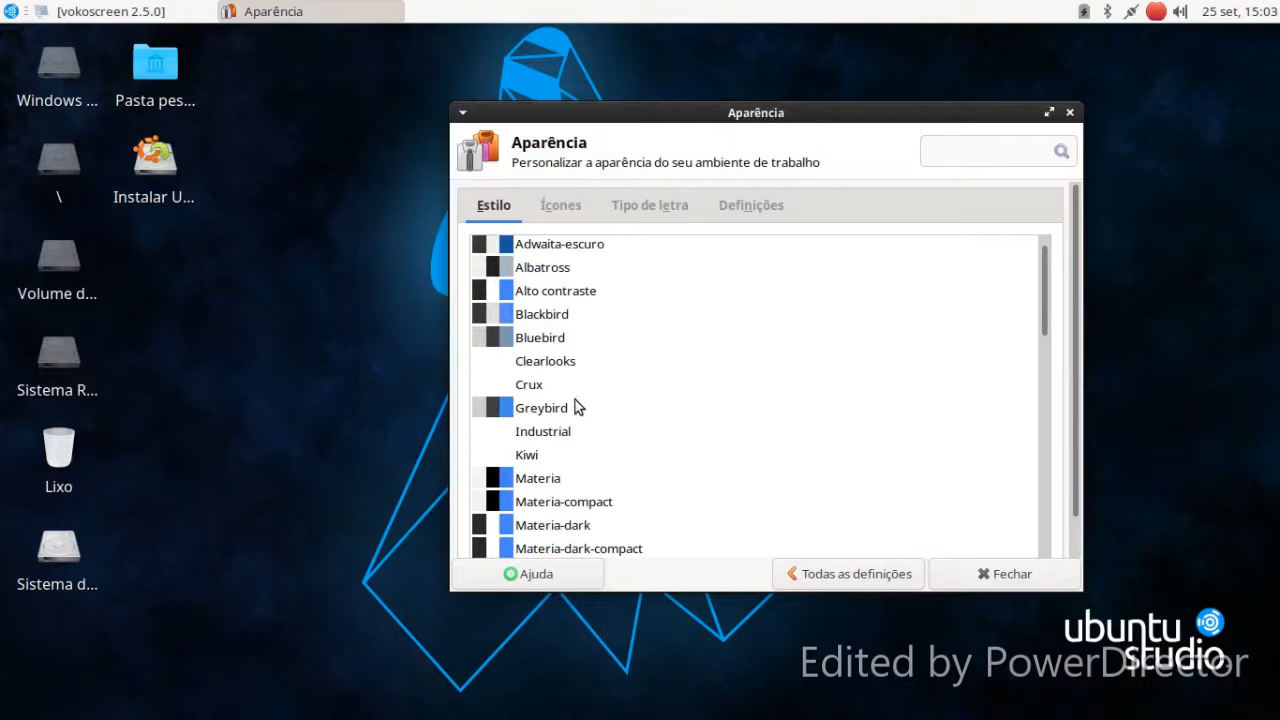 [vokoscreen 2.5.0]
Aparência
25 set, 15:03
Windows ...
Pasta pes...
\
Instalar U...
Volume d...
Sistema R...
Lixo
Sistema d...
Aparência
Aparência
Personalizar a aparência do seu ambiente de trabalho
Estilo
Ícones
Tipo de letra
Definições
Adwaita-escuro
Albatross
Alto contraste
Blackbird
Bluebird
Clearlooks
Crux
Greybird
Industrial
Kiwi
Materia
Materia-compact
Materia-dark
Materia-dark-compact
Ajuda
Todas as definições
Fechar
ubuntu
studio
Edited by PowerDirector